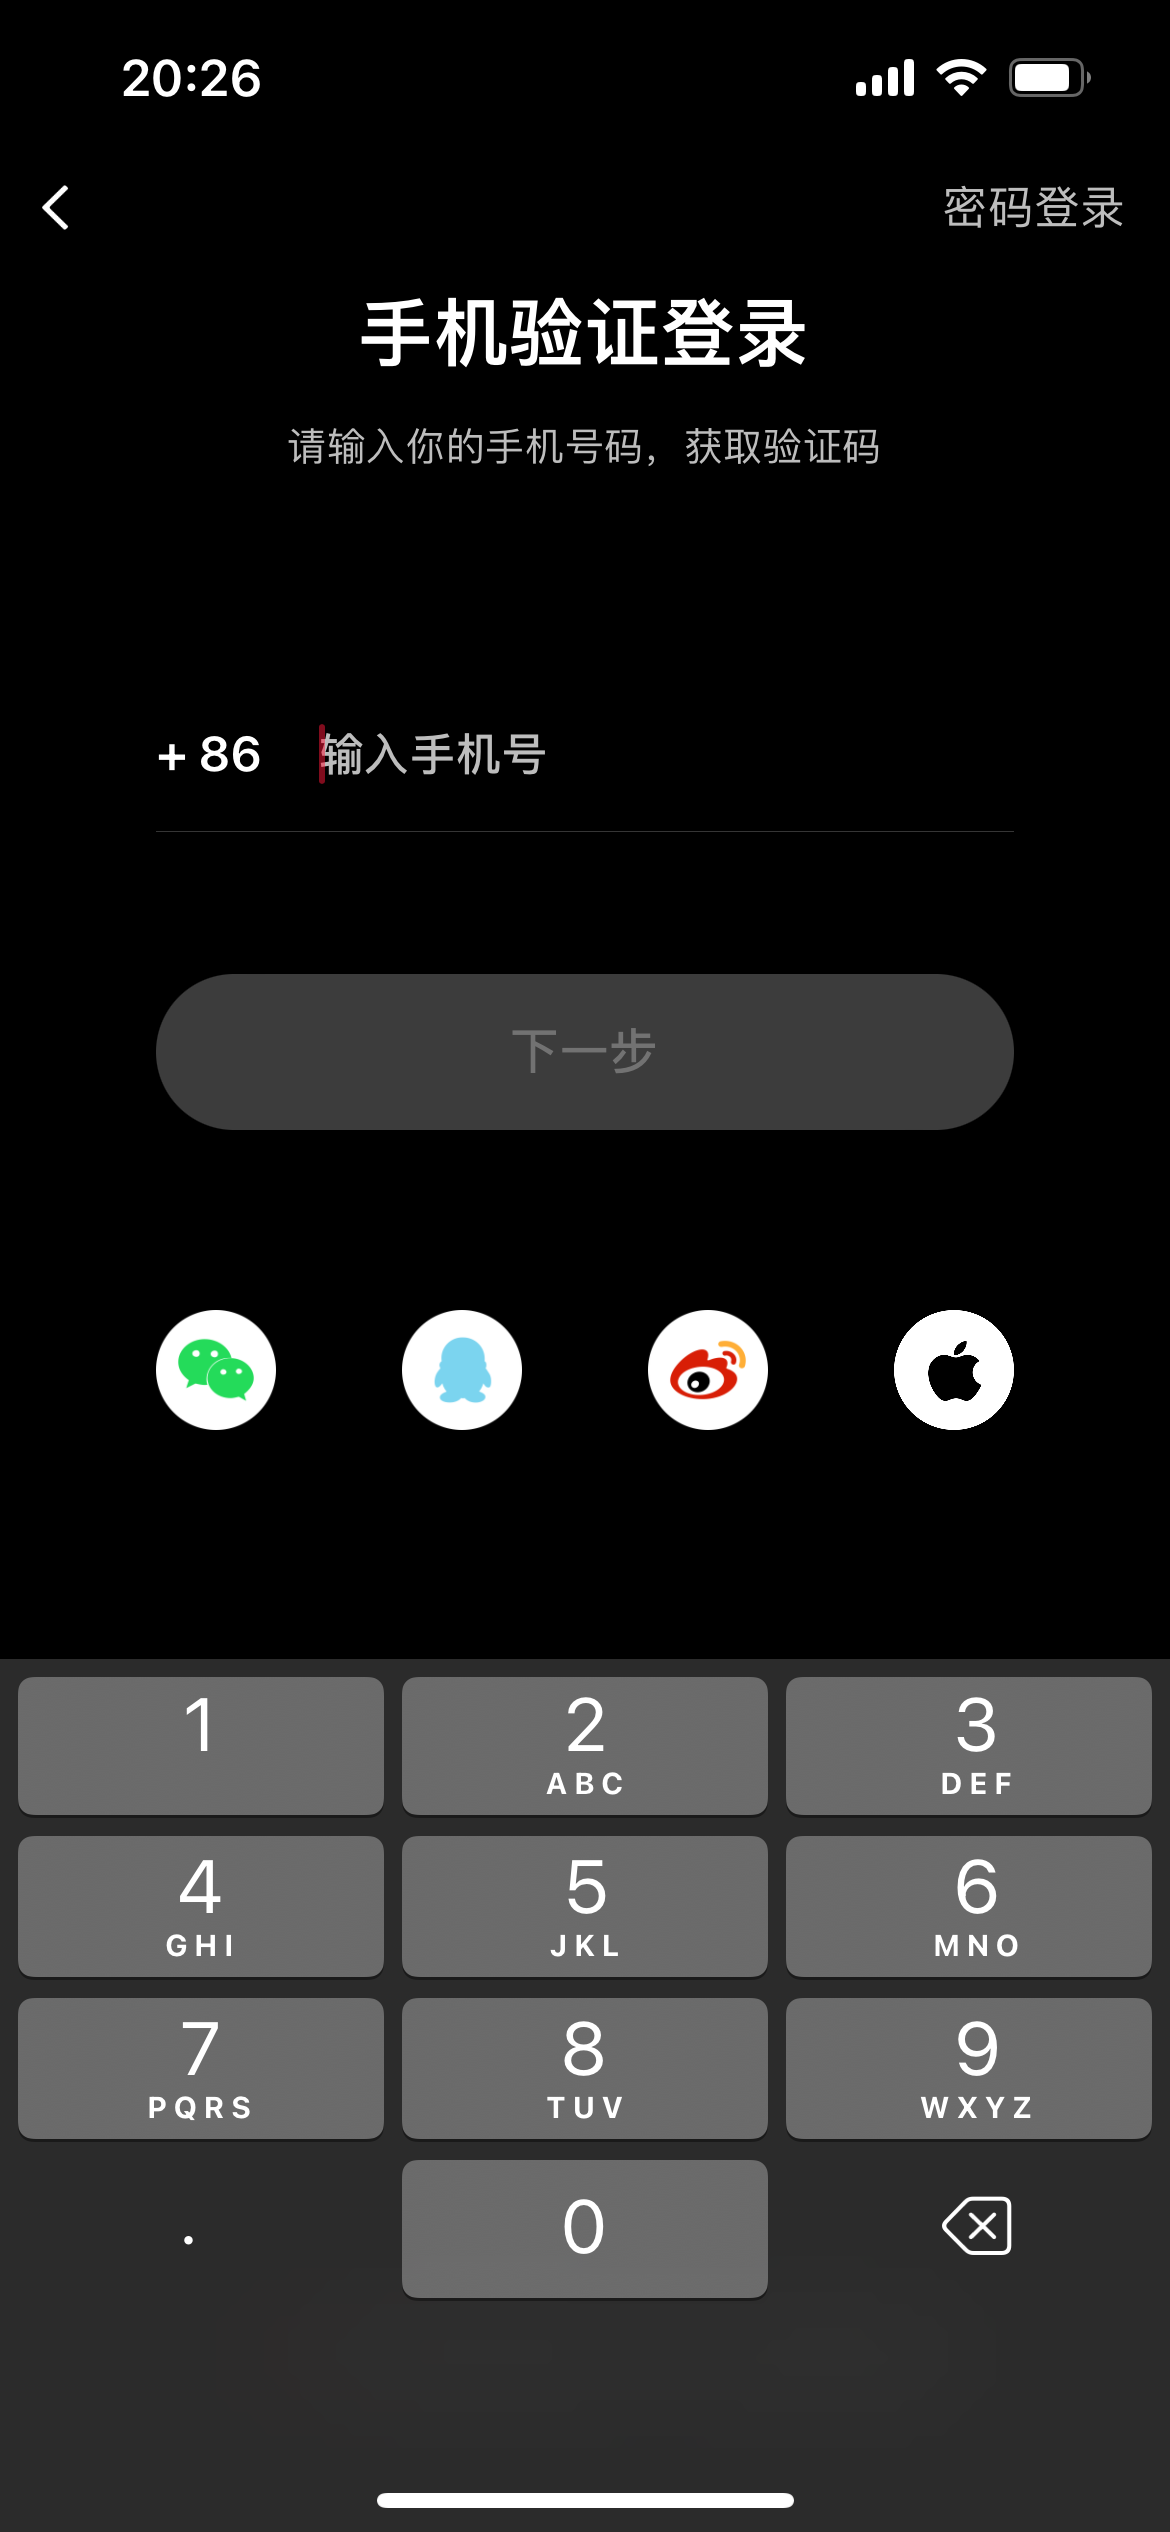 20:26
密码登录
手机验证登录
请输入你的手机号码，获取验证码
+ 86 输入手机号
下一步
1 2 3
ABC DEF
4 5 6
GHI JKL MNO
7 8 9
PQRS TUV WXYZ
. 0